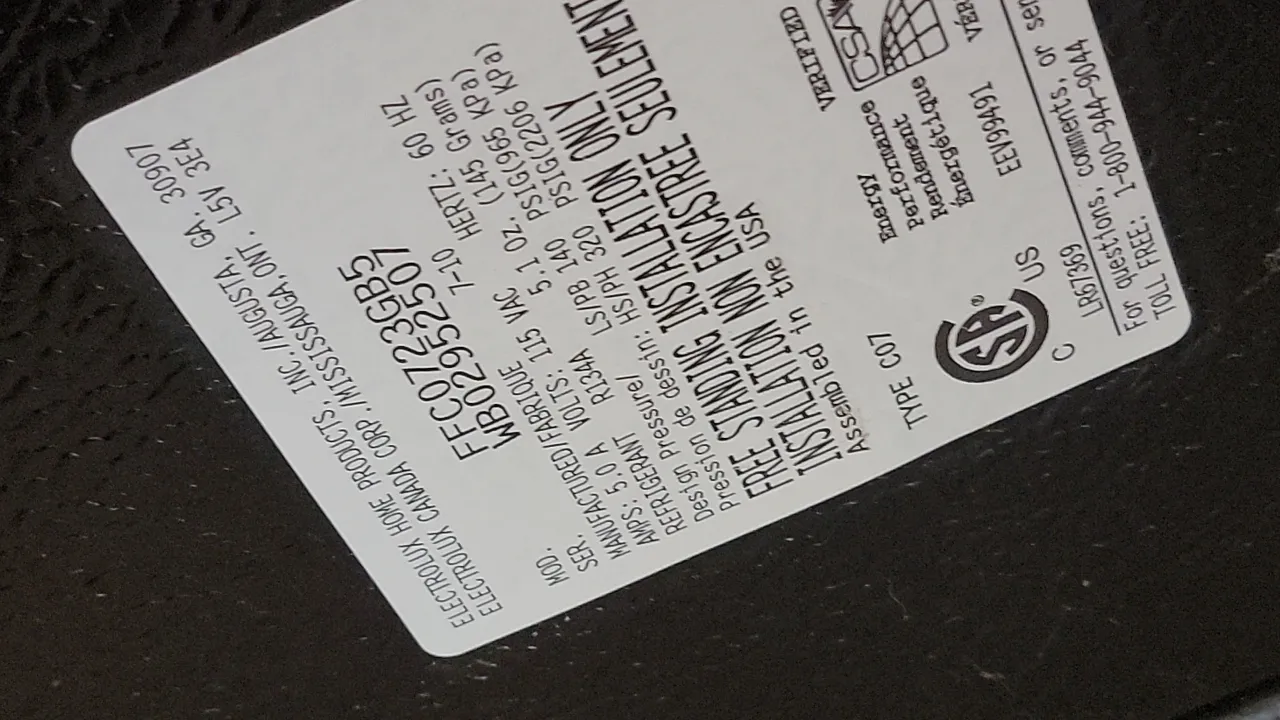 ELECTROLUX HOME PRODUCTS, INC./AUGUSTA, GA. 30907
ELECTROLUX CANADA CORP./MISSISSAUGA, ONT. L5V 3E4
MOD. FFC0723GB5
SER. WB02952507
MANUFACTURED/FABRIQUE 7-10
AMPS: 5.0 A VOLTS: 115 VAC HERTZ: 60 HZ
REFRIGERANT R134A 5.1 OZ. (145 Grams)
Design Pressure/ LS/PB 140 PSIG(965 KPa)
Pression de dessin: HS/PH 320 PSIG(2206 KPa)
FREE STANDING INSTALLATION ONLY
INSTALLATION NON ENCASTREE SEULEMENT
Assembled in the USA
TYPE C07
Energy
Performance
VERIFIED
Rendement
Énergétique
CSA
EEV99491
SA ®
C US
LR67369
For questions, comments, or
TOLL FREE: 1-800-944-9044